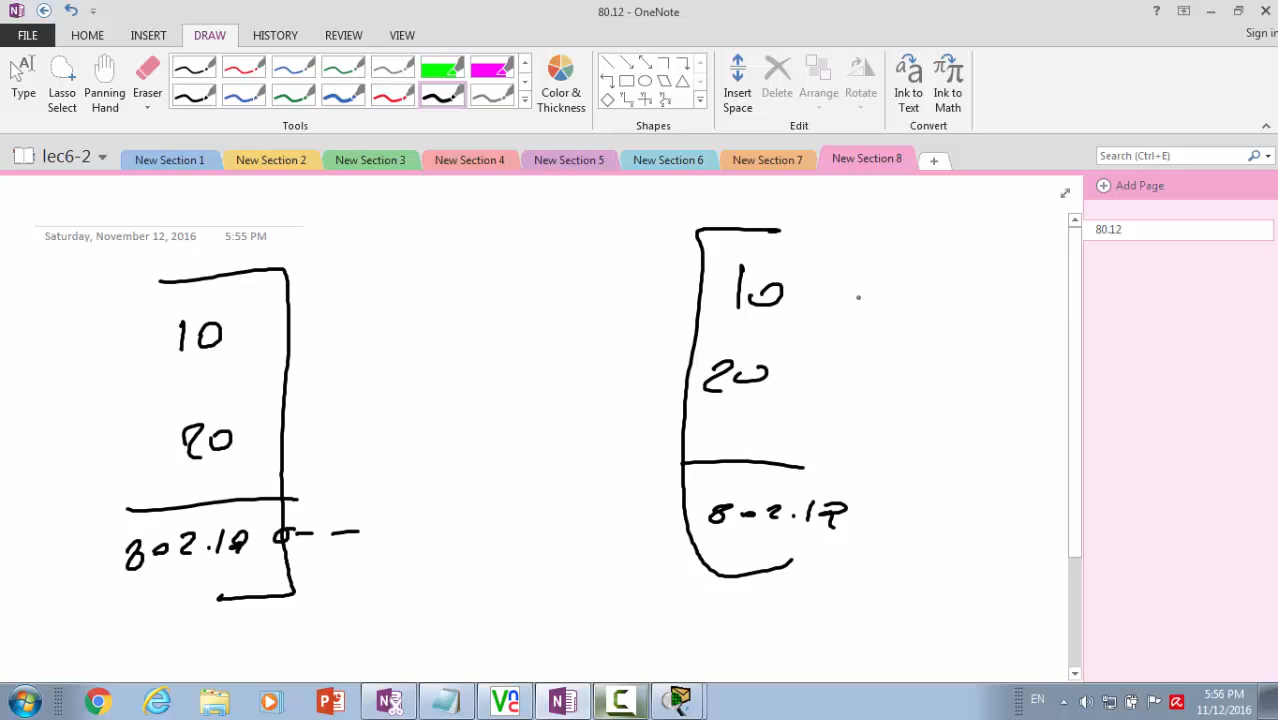 80.12 - OneNote
Sign in
FILE HOME INSERT DRAW HISTORY REVIEW VIEW
Type
Lasso Select
Panning Hand
Eraser
Color & Thickness
Insert Space
Delete
Arrange
Rotate
Ink to Text
Ink to Math
Tools
Shapes
Edit
Convert
lec6-2
New Section 1
New Section 2
New Section 3
New Section 4
New Section 5
New Section 6
New Section 7
New Section 8
Search (Ctrl+E)
Add Page
80.12
Saturday, November 12, 2016 5:55 PM
10
20
10
20
EN
5:56 PM
11/12/2016